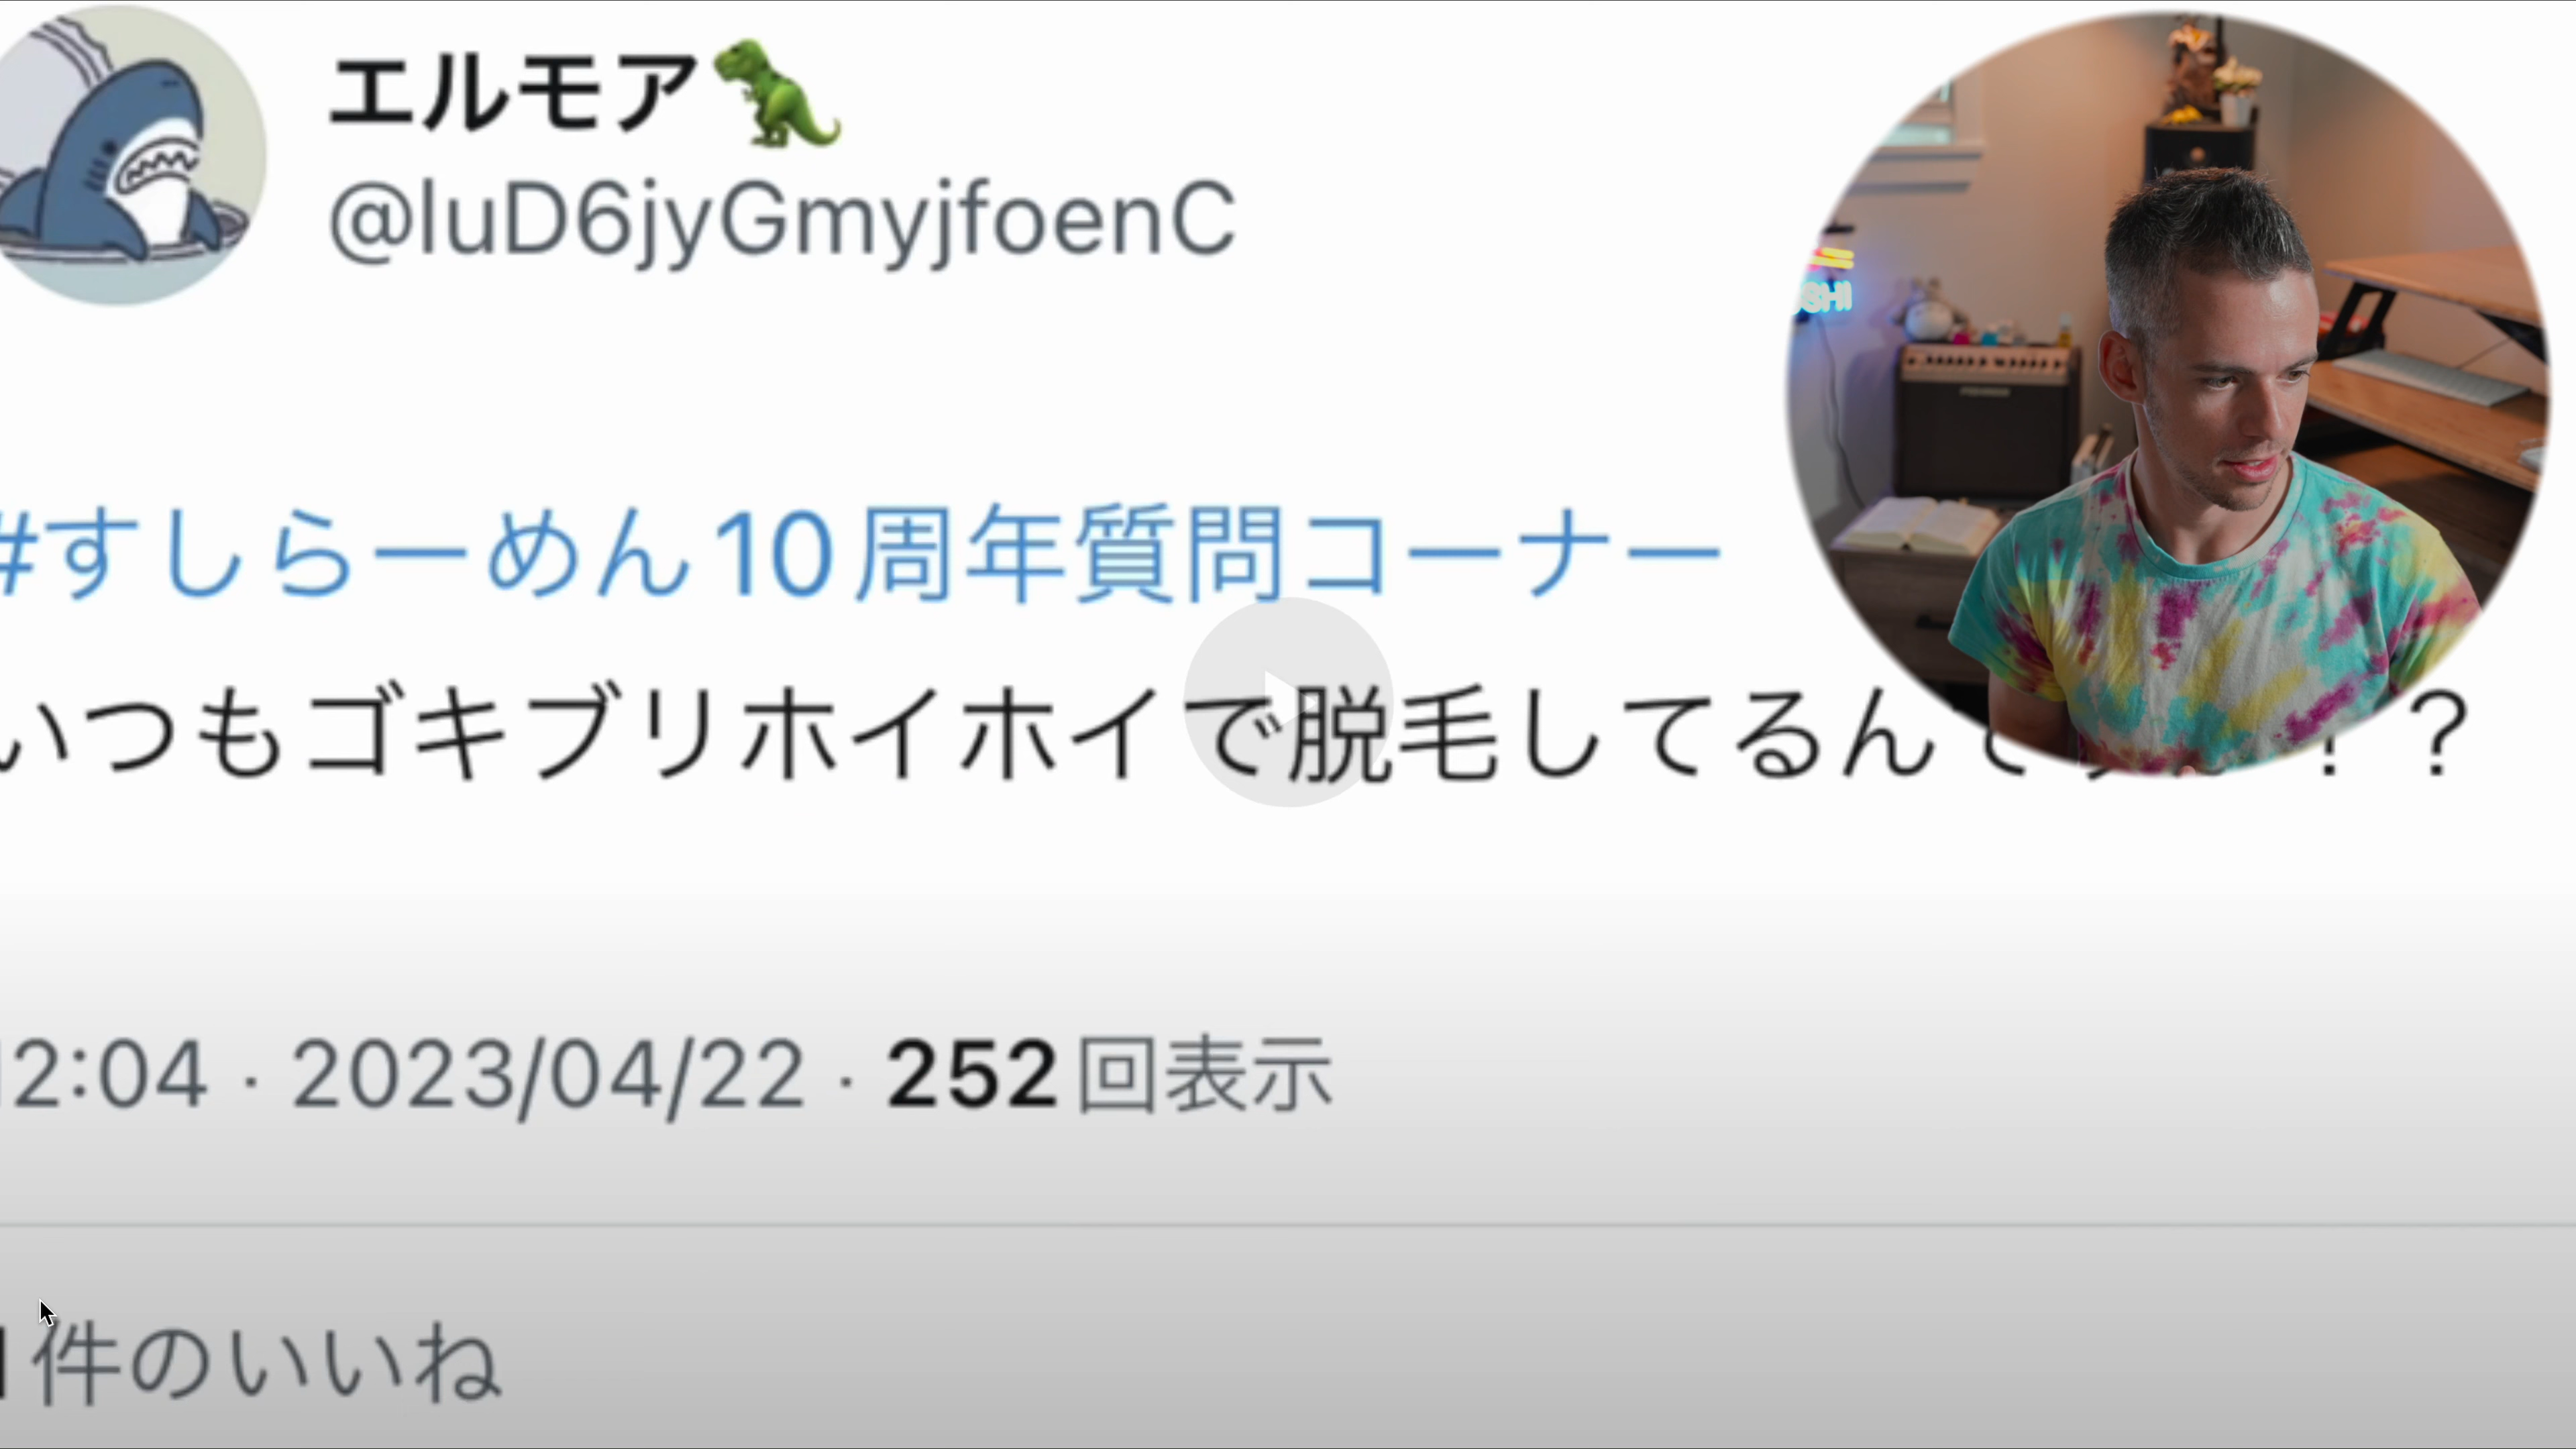 エルモア🦖
@luD6jyGmyjfoenC
#すしらーめん10周年質問コーナー
いつもゴキブリホイホイで脱毛してるん ！？
12:04 · 2023/04/22 · 252回表示
件のいいね